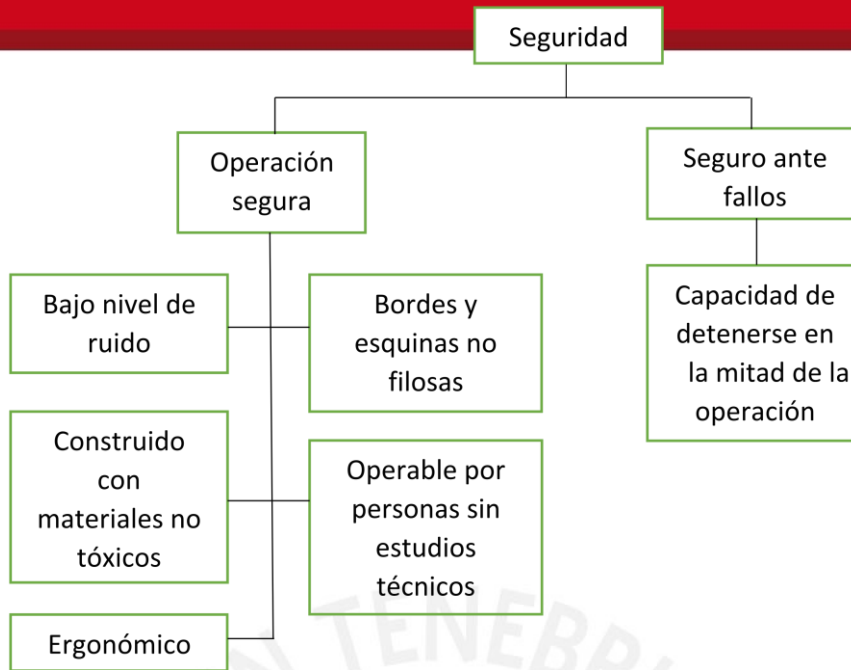 Seguridad
Operación
segura
Seguro ante
fallos
Bajo nivel de
ruido
Bordes y
esquinas no
filosas
Capacidad de
detenerse en
la mitad de la
operación
Construido
con
materiales no
tóxicos
Operable por
personas sin
estudios
técnicos
Ergonómico